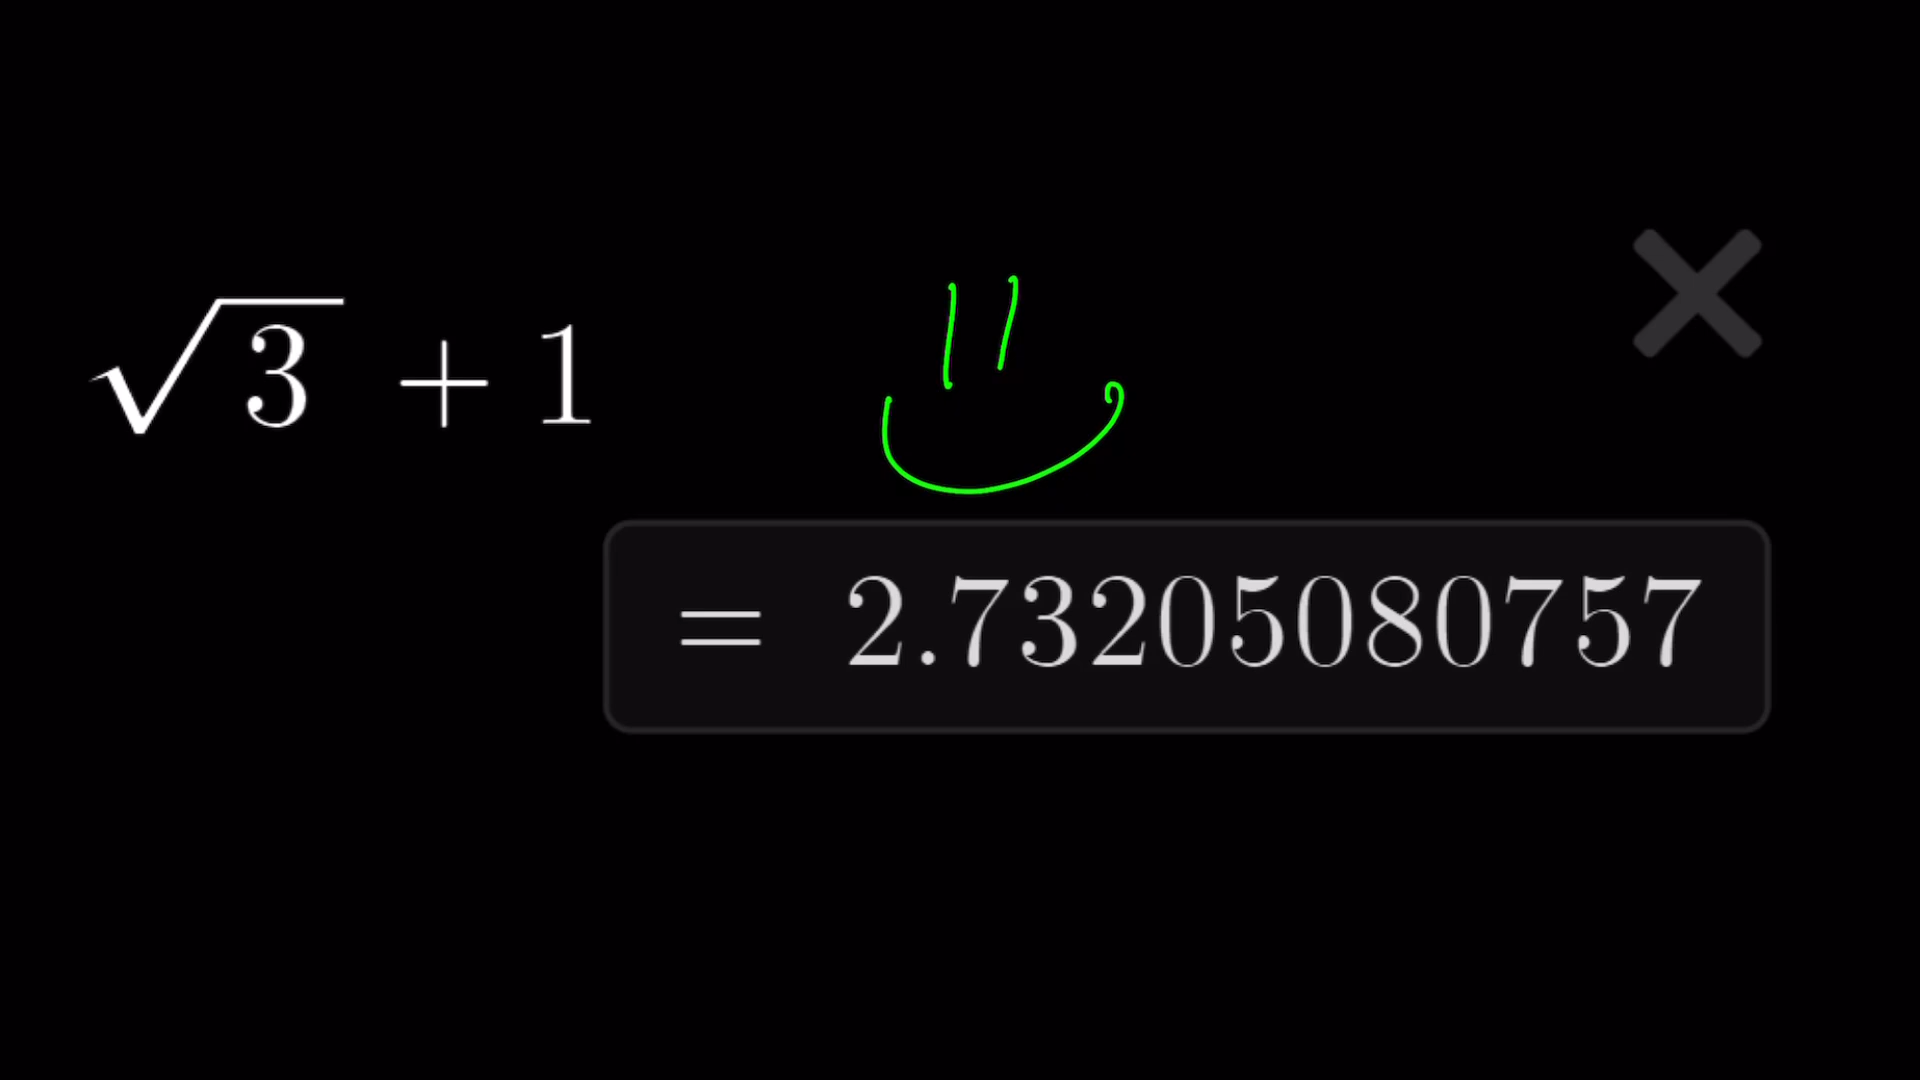 √3 + 1
= 2.73205080757